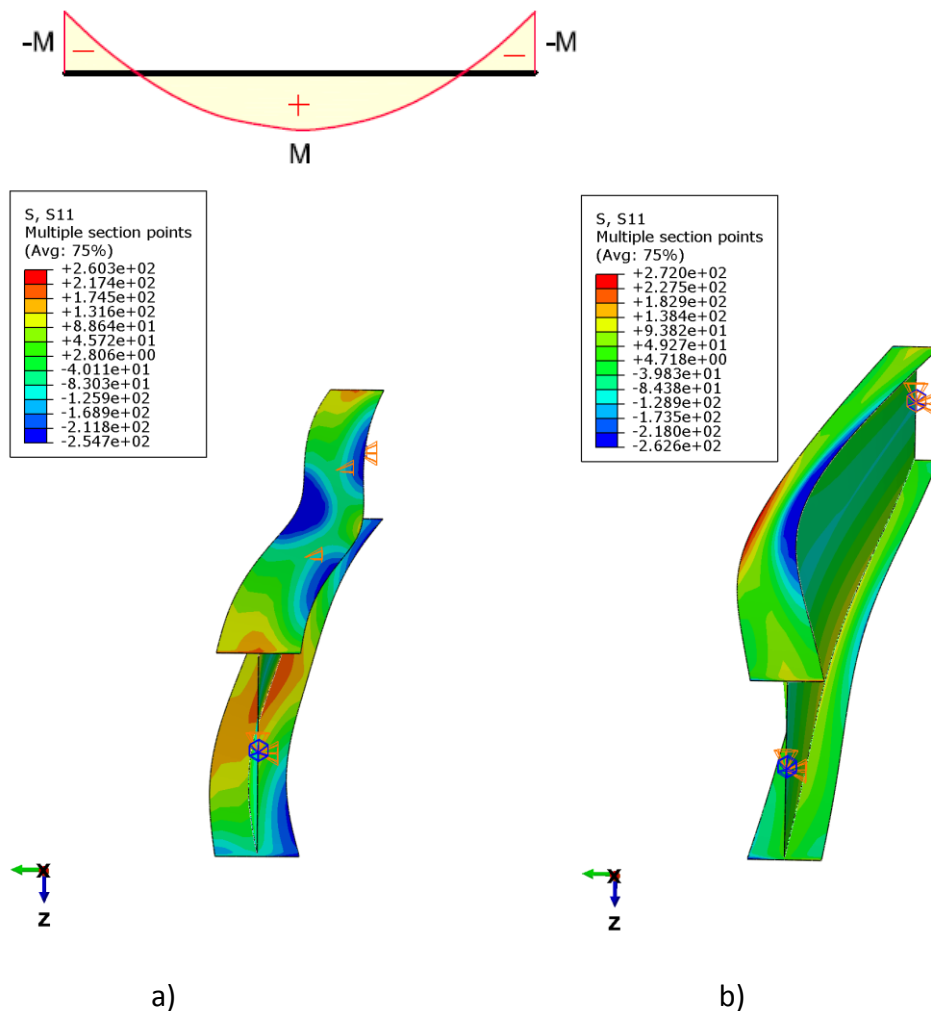 -M
-M
M
S, S11
Multiple section points
(Avg: 75%)
+2.603e+02
+2.174e+02
+1.745e+02
+1.316e+02
+8.864e+01
+4.572e+01
+2.806e+00
-4.011e+01
-8.303e+01
-1.259e+02
-1.689e+02
-2.118e+02
-2.547e+02
S, S11
Multiple section points
(Avg: 75%)
+2.720e+02
+2.275e+02
+1.829e+02
+1.384e+02
+9.382e+01
+4.927e+01
+4.718e+00
-3.983e+01
-8.438e+01
-1.289e+02
-1.735e+02
-2.180e+02
-2.626e+02
X
Z
X
Z
a)
b)